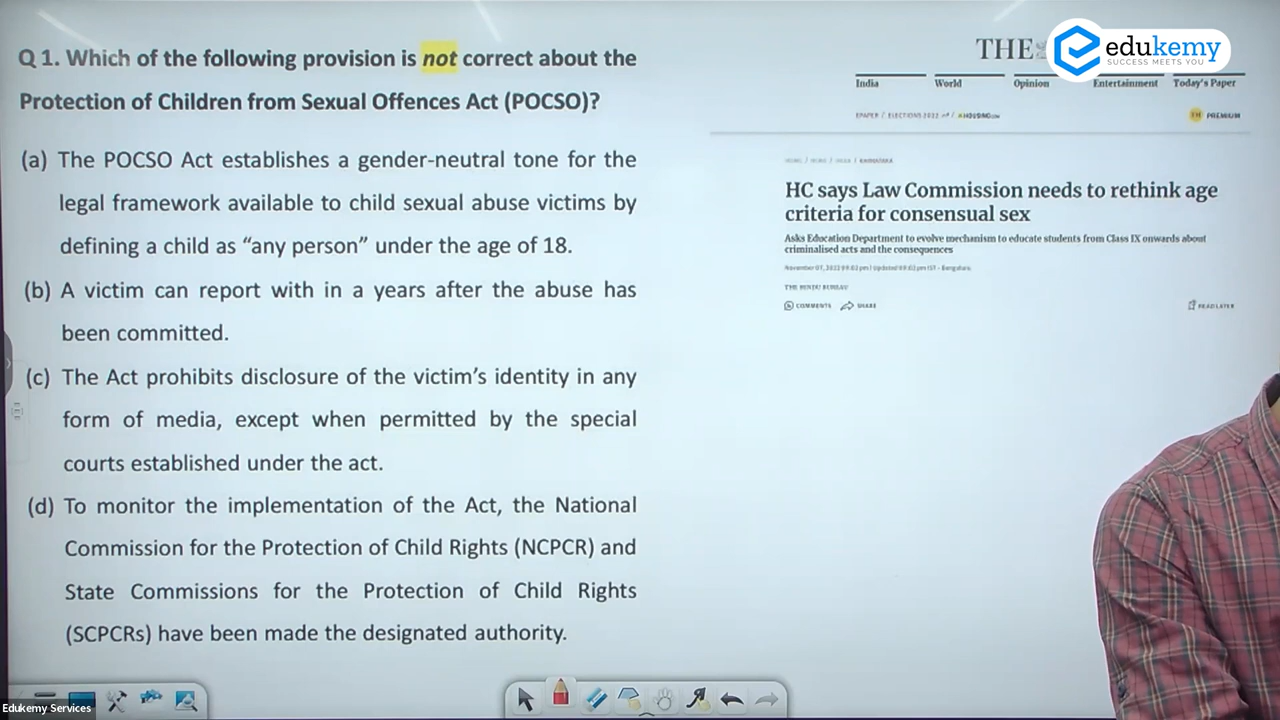 Q 1. Which of the following provision is not correct about the
Protection of Children from Sexual Offences Act (POCSO)?
(a) The POCSO Act establishes a gender-neutral tone for the
legal framework available to child sexual abuse victims by
defining a child as “any person” under the age of 18.
(b) A victim can report with in a years after the abuse has
been committed.
(c) The Act prohibits disclosure of the victim’s identity in any
form of media, except when permitted by the special
courts established under the act.
(d) To monitor the implementation of the Act, the National
Commission for the Protection of Child Rights (NCPCR) and
State Commissions for the Protection of Child Rights
(SCPCRs) have been made the designated authority.
THE
edukemy
SUCCESS MEETS YOU
India World Opinion Entertainment Today's Paper
EPAPER / ELECTIONS 2022
TH PREMIUM
KARNATAKA
HC says Law Commission needs to rethink age
criteria for consensual sex
Asks Education Department to evolve mechanism to educate students from Class IX onwards about
criminalised acts and the consequences
THE HINDU BUREAU
COMMENTS SHARE
READ LATER
Edukemy Services